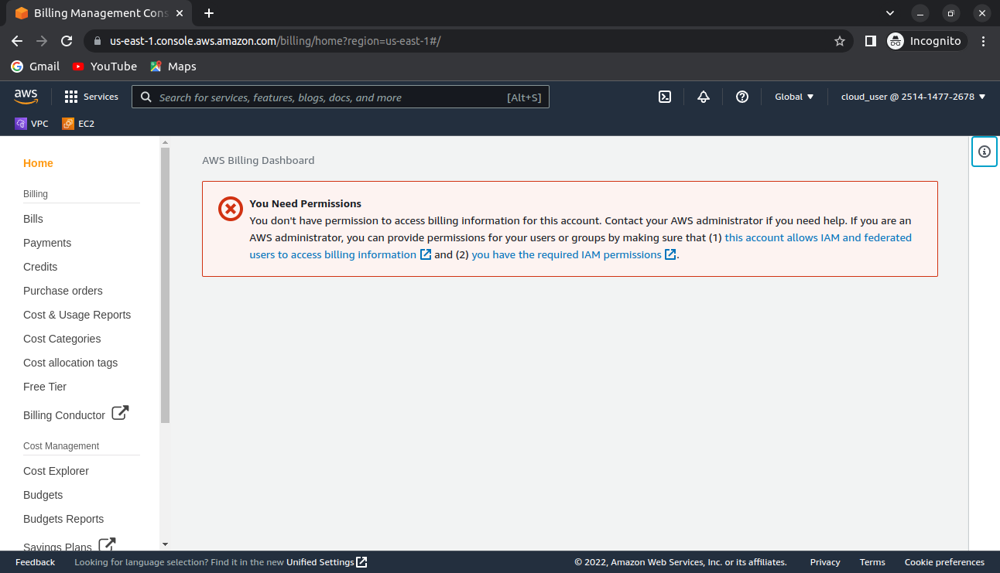 Billing Management Cons
us-east-1.console.aws.amazon.com/billing/home?region=us-east-1#/
Incognito
Gmail
YouTube
Maps
aws
Services
Search for services, features, blogs, docs, and more
[Alt+S]
Global
cloud_user @ 2514-1477-2678
VPC
EC2
Home
Billing
Bills
Payments
Credits
Purchase orders
Cost & Usage Reports
Cost Categories
Cost allocation tags
Free Tier
Billing Conductor
Cost Management
Cost Explorer
Budgets
Budgets Reports
Savings Plans
AWS Billing Dashboard
You Need Permissions
You don't have permission to access billing information for this account. Contact your AWS administrator if you need help. If you are an
AWS administrator, you can provide permissions for your users or groups by making sure that (1) this account allows IAM and federated
users to access billing information and (2) you have the required IAM permissions .
Feedback
Looking for language selection? Find it in the new Unified Settings
© 2022, Amazon Web Services, Inc. or its affiliates.
Privacy
Terms
Cookie preferences